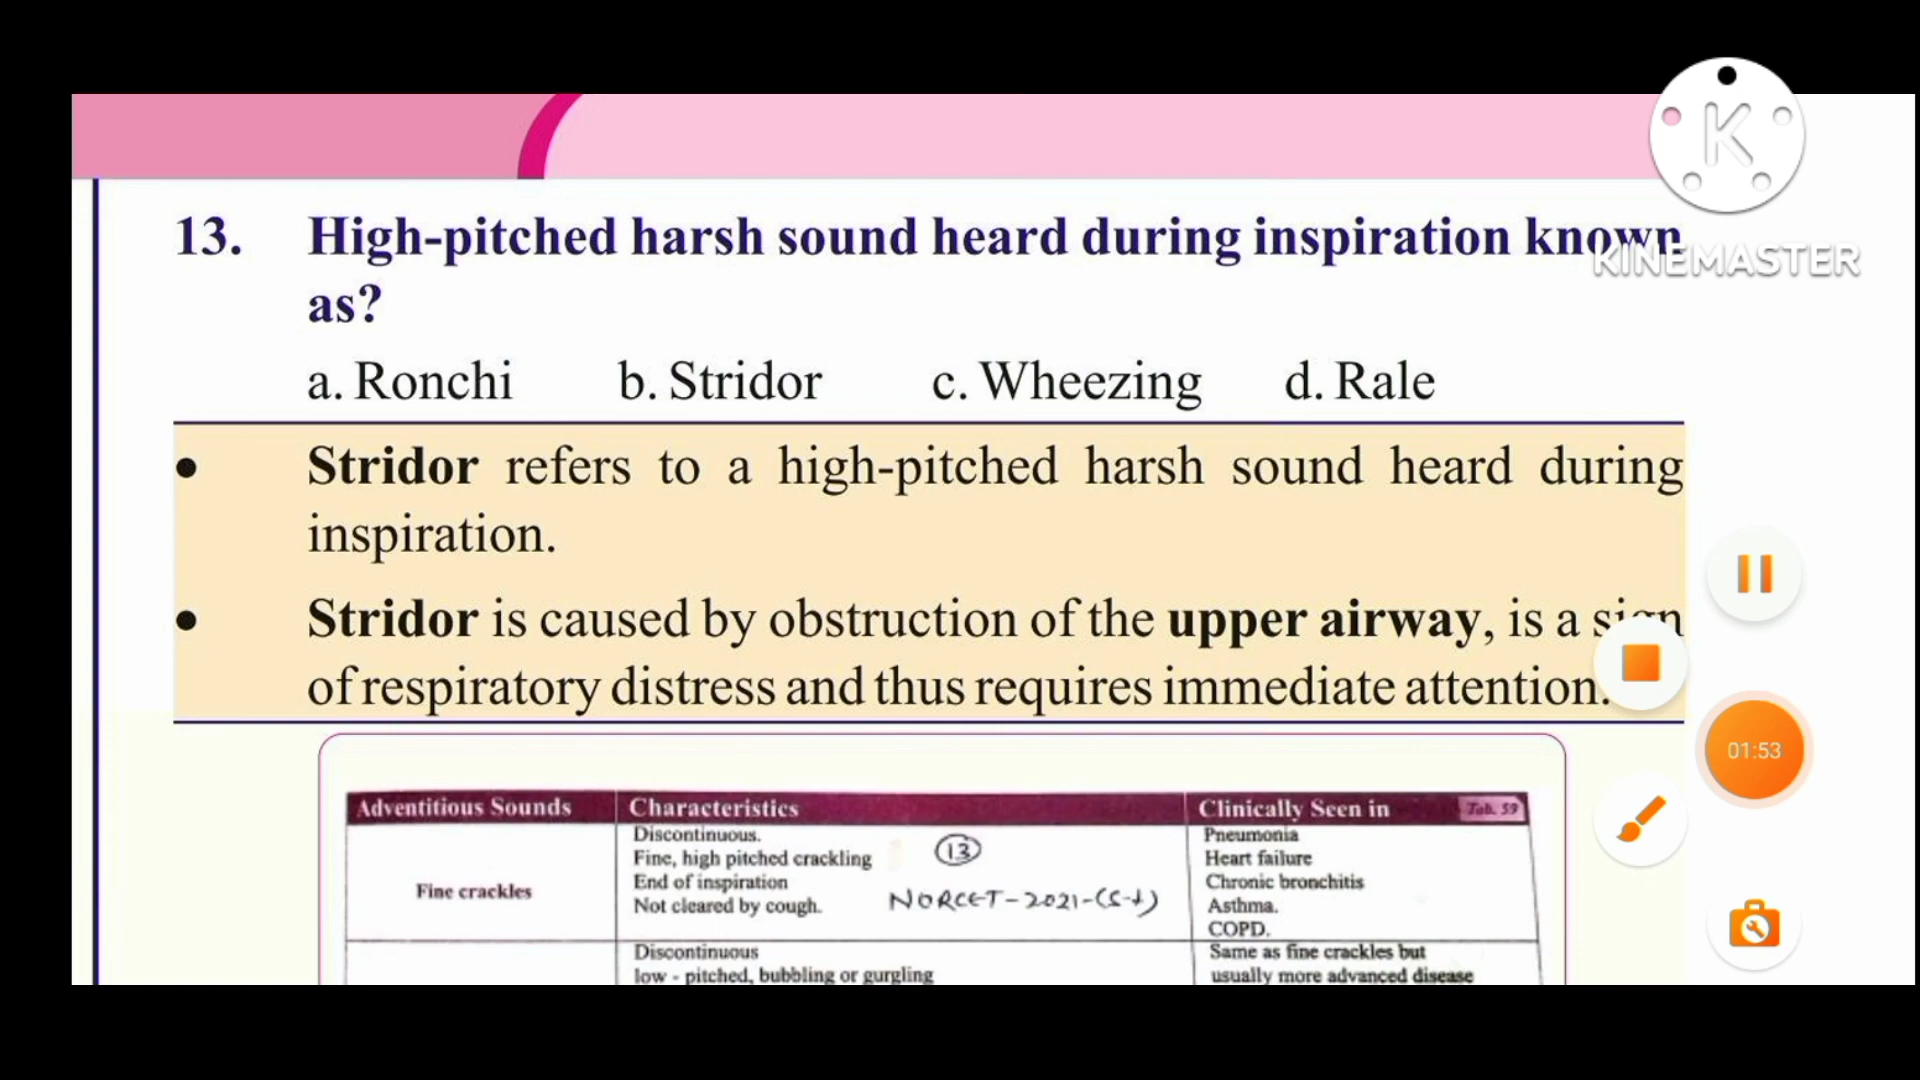 K
KINEMASTER
13. High-pitched harsh sound heard during inspiration known
as?
a. Ronchi b. Stridor c. Wheezing d. Rale
• Stridor refers to a high-pitched harsh sound heard during
inspiration.
• Stridor is caused by obstruction of the upper airway, is a sign
of respiratory distress and thus requires immediate attention.
01:53
Adventitious Sounds Characteristics Clinically Seen in Tab. 59
Discontinuous. Pneumonia
Fine, high pitched crackling 13 Heart failure
Fine crackles End of inspiration Chronic bronchitis
Not cleared by cough. NORCET-2021-(S-1) Asthma.
COPD.
Discontinuous Same as fine crackles but
low - pitched, bubbling or gurgling usually more advanced disease